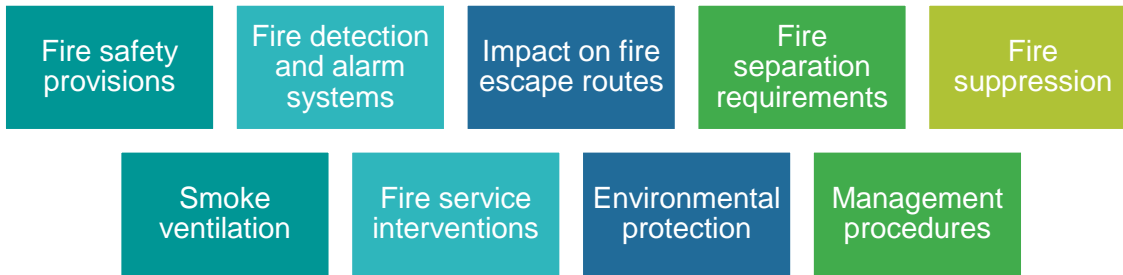 Fire safety
provisions
Fire detection
and alarm
systems
Impact on fire
escape routes
Fire
separation
requirements
Fire
suppression
Smoke
ventilation
Fire service
interventions
Environmental
protection
Management
procedures